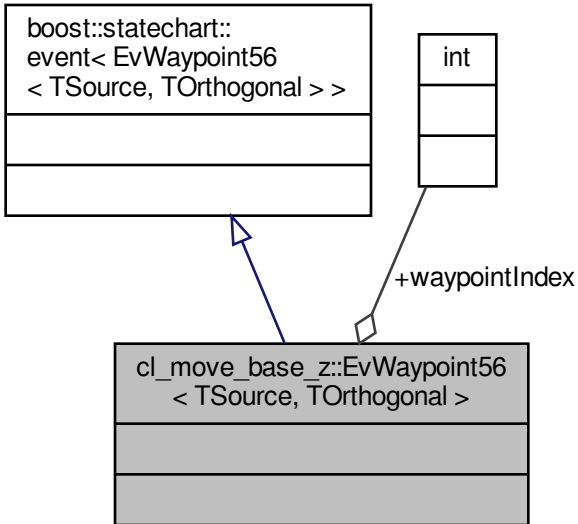 boost::statechart::
event< EvWaypoint56
< TSource, TOrthogonal > >
int
+waypointIndex
cl_move_base_z::EvWaypoint56
< TSource, TOrthogonal >